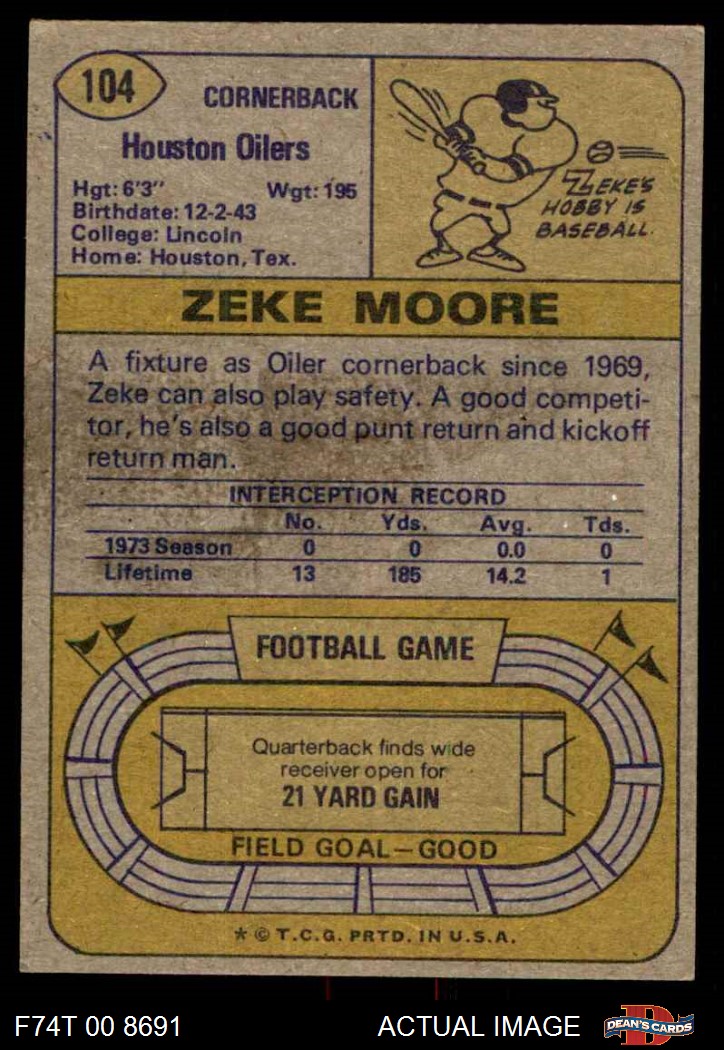 104
CORNERBACK
Houston Oilers
Hgt: 6'3" Wgt: 195
Birthdate: 12-2-43
College: Lincoln
Home: Houston, Tex.
ZEKE'S
HOBBY IS
BASEBALL.
ZEKE MOORE
A fixture as Oiler cornerback since 1969,
Zeke can also play safety. A good competi-
tor, he's also a good punt return and kickoff
return man.
INTERCEPTION RECORD
No. Yds. Avg. Tds.
1973 Season 0 0 0.0 0
Lifetime 13 185 14.2 1
FOOTBALL GAME
Quarterback finds wide
receiver open for
21 YARD GAIN
FIELD GOAL—GOOD
* © T.C.G. PRTD. IN U.S.A.
F74T 00 8691 ACTUAL IMAGE
D
DEAN'S CARDS